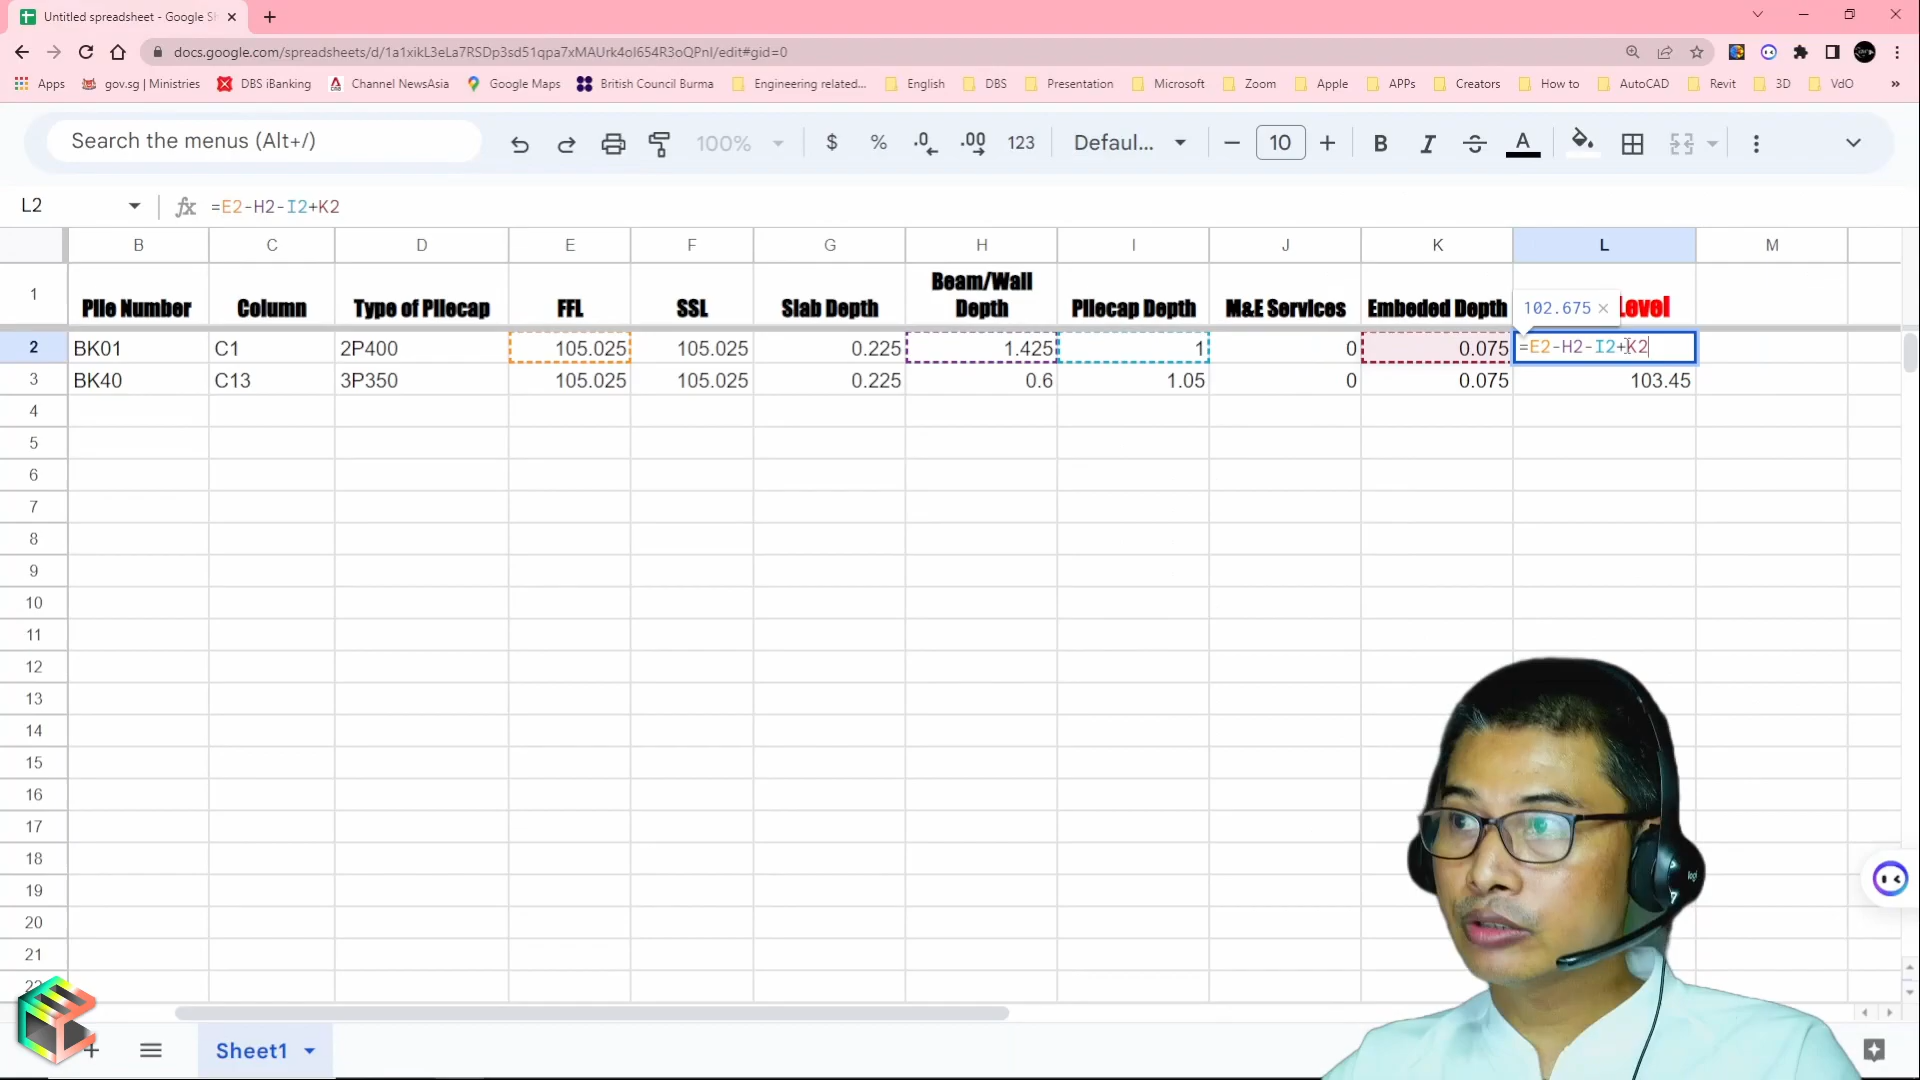 Untitled spreadsheet - Google Sh
docs.google.com/spreadsheets/d/1a1xikL3eLa7RSDp3sd51qpa7xMAUrk4ol654R3oQPnI/edit#gid=0
Apps gov.sg | Ministries DBS iBanking Channel NewsAsia Google Maps British Council Burma Engineering related... English DBS Presentation Microsoft Zoom Apple APPs Creators How to AutoCAD Revit 3D VdO »
Search the menus (Alt+/) 100% $ % .0 .00 123 Defaul... − 10 + B I S A
L2 fx =E2-H2-I2+K2
B C D E F G H I J K L M
1 Pile Number Column Type of Pilecap FFL SSL Slab Depth Beam/Wall Depth Pilecap Depth M&E Services Embeded Depth 102.675 × Level
2 BK01 C1 2P400 105.025 105.025 0.225 1.425 1 0 0.075 =E2-H2-I2+K2
3 BK40 C13 3P350 105.025 105.025 0.225 0.6 1.05 0 0.075 103.45
4
5
6
7
8
9
10
11
12
13
14
15
16
17
18
19
20
21
22
logi
Sheet1